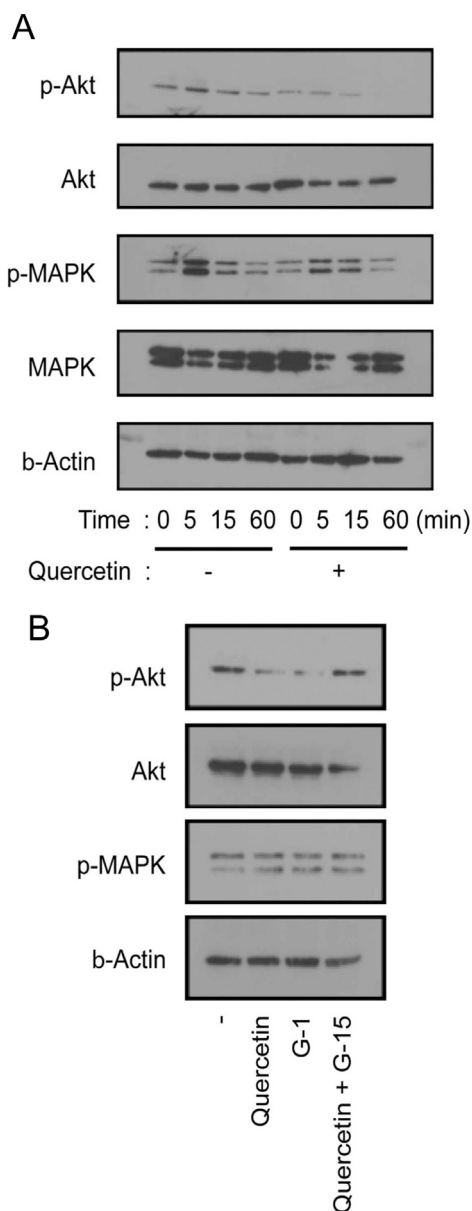 A
p-Akt
Akt
p-MAPK
MAPK
b-Actin
Time : 0 5 15 60 0 5 15 60 (min)
Quercetin : - +
B
p-Akt
Akt
p-MAPK
b-Actin
-
Quercetin
G-1
Quercetin + G-15